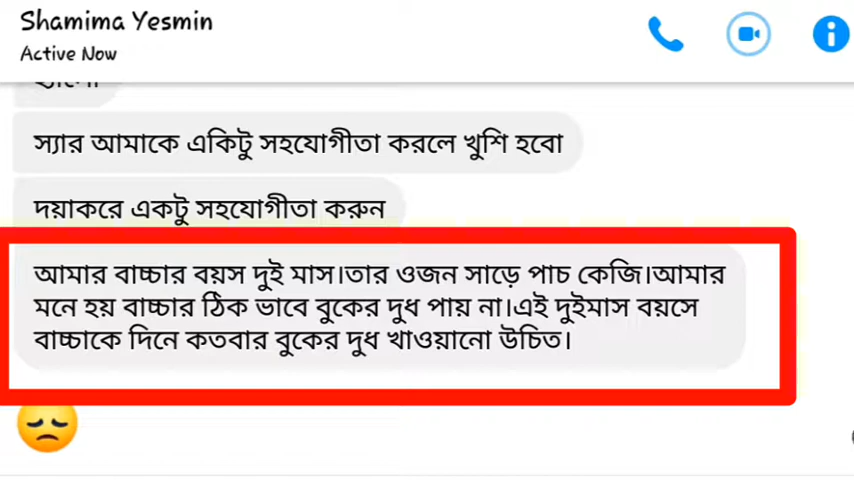 Shamima Yesmin
Active Now
স্যার আমাকে একিটু সহযোগীতা করলে খুশি হবো
দয়াকরে একটু সহযোগীতা করুন
আমার বাচ্চার বয়স দুই মাস।তার ওজন সাড়ে পাচ কেজি।আমার
মনে হয় বাচ্চার ঠিক ভাবে বুকের দুধ পায় না।এই দুইমাস বয়সে
বাচ্চাকে দিনে কতবার বুকের দুধ খাওয়ানো উচিত।